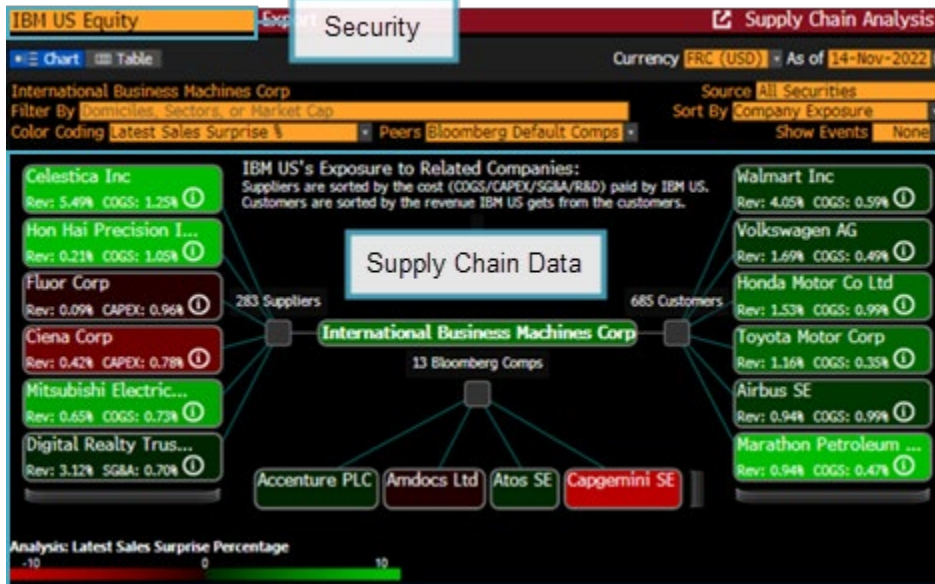 IBM US Equity
Export
Security
Supply Chain Analysis
Chart Table
Currency FRC (USD) As of 14-Nov-2022
International Business Machines Corp
Source All Securities
Filter By Domiciles, Sectors, or Market Cap
Sort By Company Exposure
Color Coding Latest Sales Surprise %
Peers Bloomberg Default Comps
Show Events None
IBM US's Exposure to Related Companies:
Suppliers are sorted by the cost (COGS/CAPEX/SG&A/R&D) paid by IBM US.
Customers are sorted by the revenue IBM US gets from the customers.
Supply Chain Data
Celestica Inc
Rev: 5.49% COGS: 1.25%
Hon Hai Precision I...
Rev: 0.21% COGS: 1.05%
Fluor Corp
Rev: 0.09% CAPEX: 0.96%
Ciena Corp
Rev: 0.42% CAPEX: 0.78%
Mitsubishi Electric...
Rev: 0.65% COGS: 0.73%
Digital Realty Trus...
Rev: 3.12% SG&A: 0.70%
283 Suppliers
International Business Machines Corp
685 Customers
13 Bloomberg Comps
Walmart Inc
Rev: 4.05% COGS: 0.59%
Volkswagen AG
Rev: 1.69% COGS: 0.49%
Honda Motor Co Ltd
Rev: 1.53% COGS: 0.99%
Toyota Motor Corp
Rev: 1.16% COGS: 0.35%
Airbus SE
Rev: 0.94% COGS: 0.99%
Marathon Petroleum ...
Rev: 0.94% COGS: 0.47%
Accenture PLC
Amdocs Ltd
Atos SE
Capgemini SE
Analysis: Latest Sales Surprise Percentage
-10 0 10